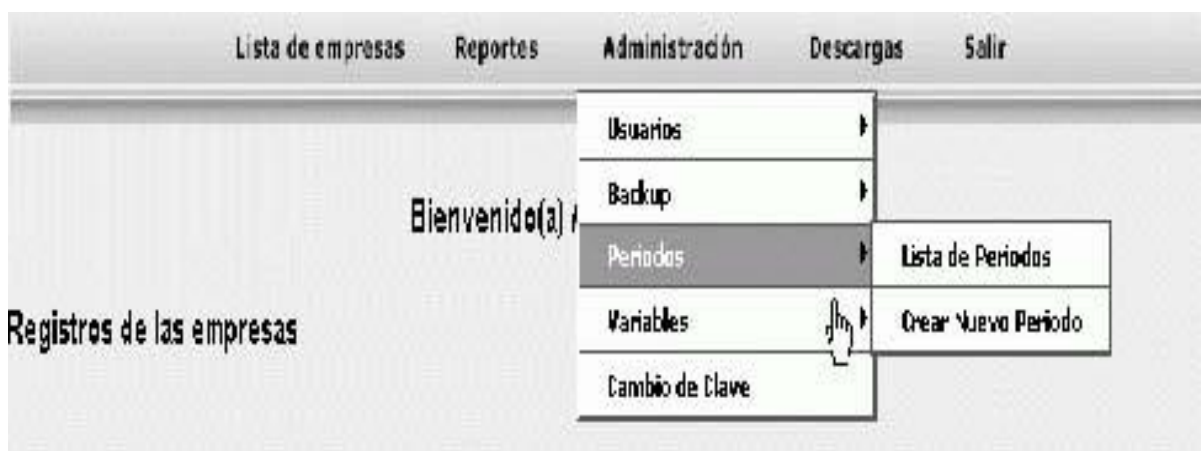 Lista de empresas Reportes Administración Descargas Salir
Usuarios
Backup
Bienvenido(a)
Periodos
Lista de Periodos
Variables
Crear Nuevo Periodo
Registros de las empresas
Cambio de Clave